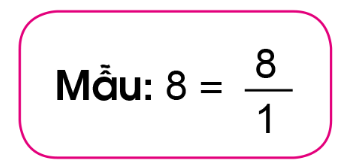 Mẫu: 8 = 8/1